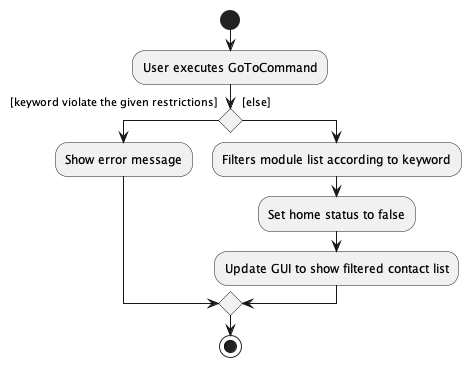 User executes GoToCommand
[keyword violate the given restrictions]
[else]
Show error message
Filters module list according to keyword
Set home status to false
Update GUI to show filtered contact list